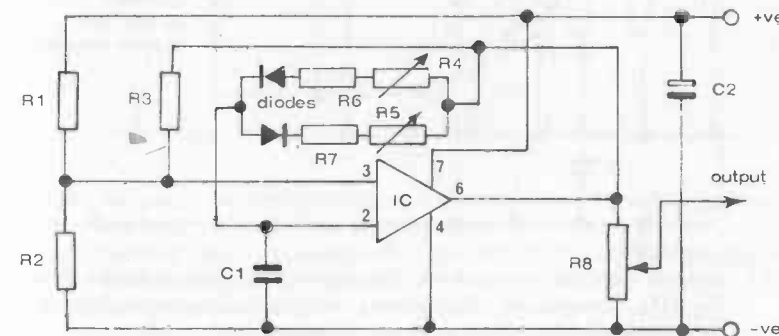 +ve
R4
R1
R3
diodes
R6
R5
C2
R7
3
7
IC
6
output
2
4
R2
C1
R8
-ve